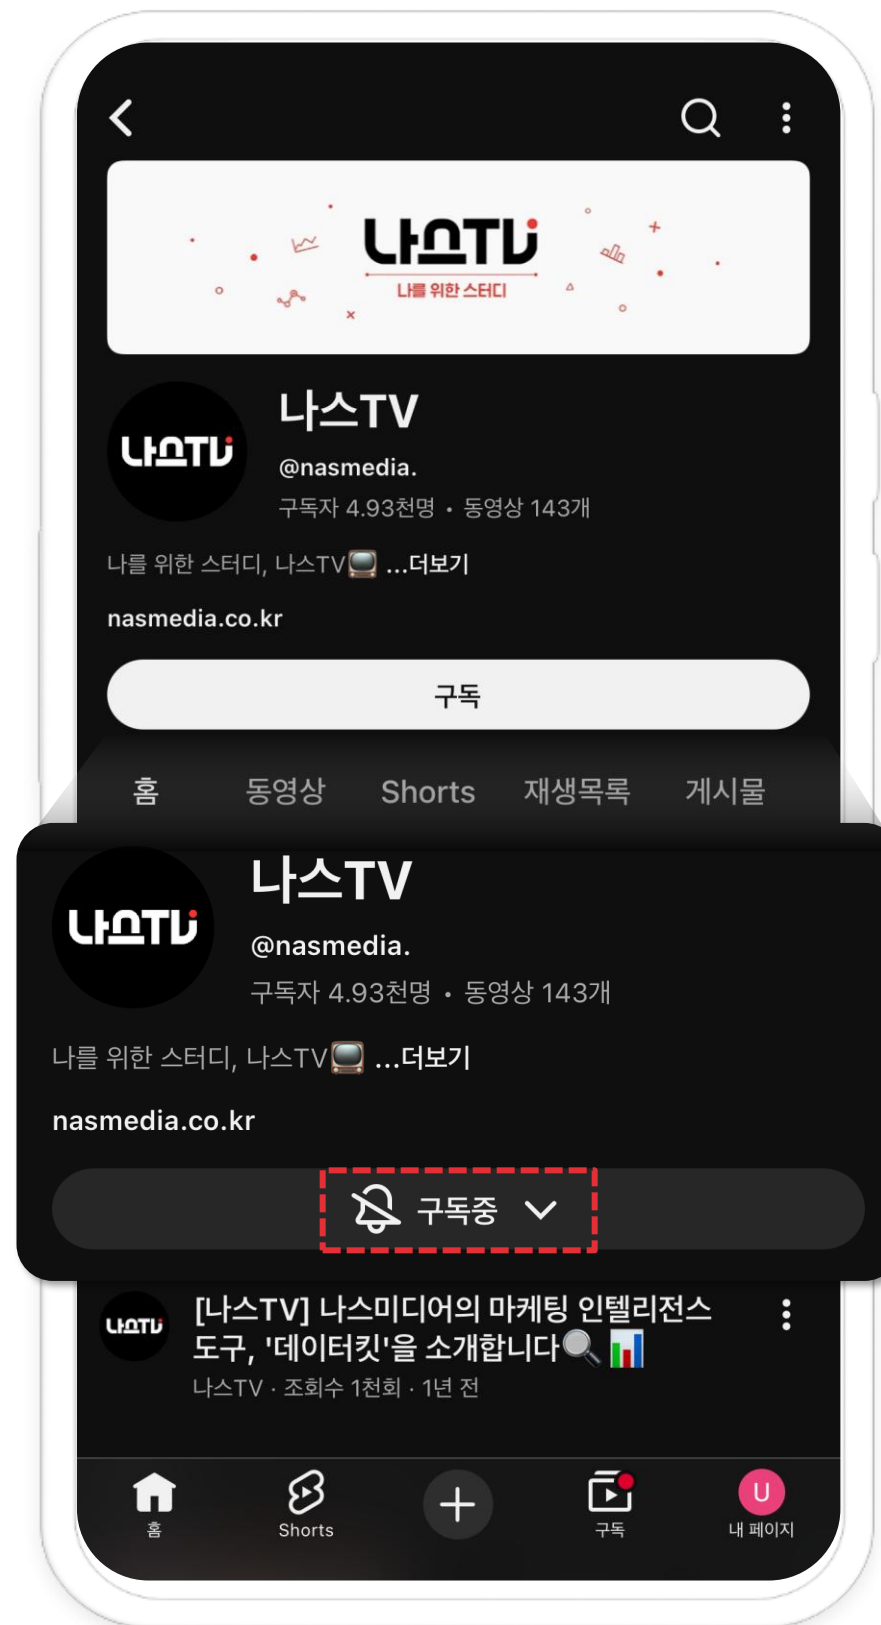 나스TV
나를 위한 스터디
나스TV
나스TV
@nasmedia.
구독자 4.93천명 • 동영상 143개
나를 위한 스터디, 나스TV📺 ...더보기
nasmedia.co.kr
구독
홈 동영상 Shorts 재생목록 게시물
나스TV
나스TV
@nasmedia.
구독자 4.93천명 • 동영상 143개
나를 위한 스터디, 나스TV📺 ...더보기
nasmedia.co.kr
구독중
나스TV
[나스TV] 나스미디어의 마케팅 인텔리전스
도구, '데이터킷'을 소개합니다🔍 📊
나스TV · 조회수 1천회 · 1년 전
U
홈 Shorts 구독 내 페이지